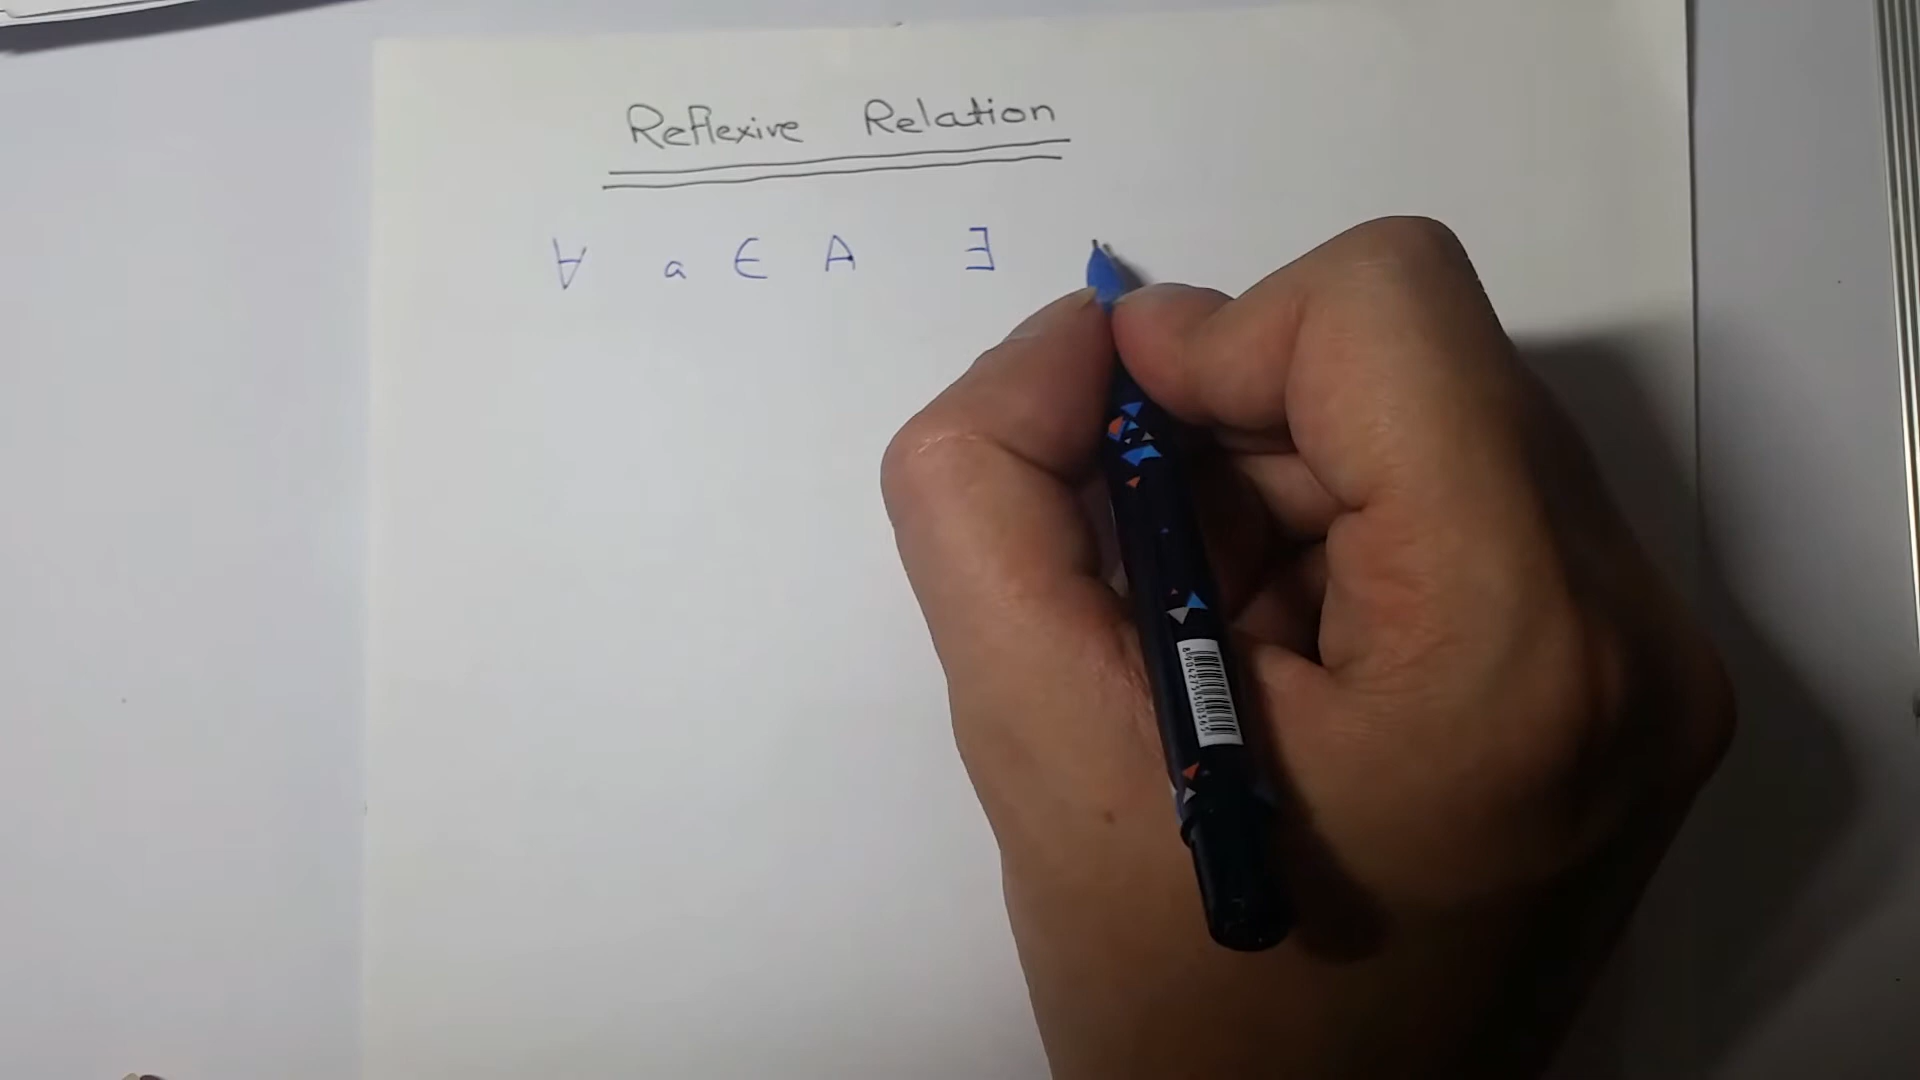 Reflexive Relation
∀ a ∈ A ∃